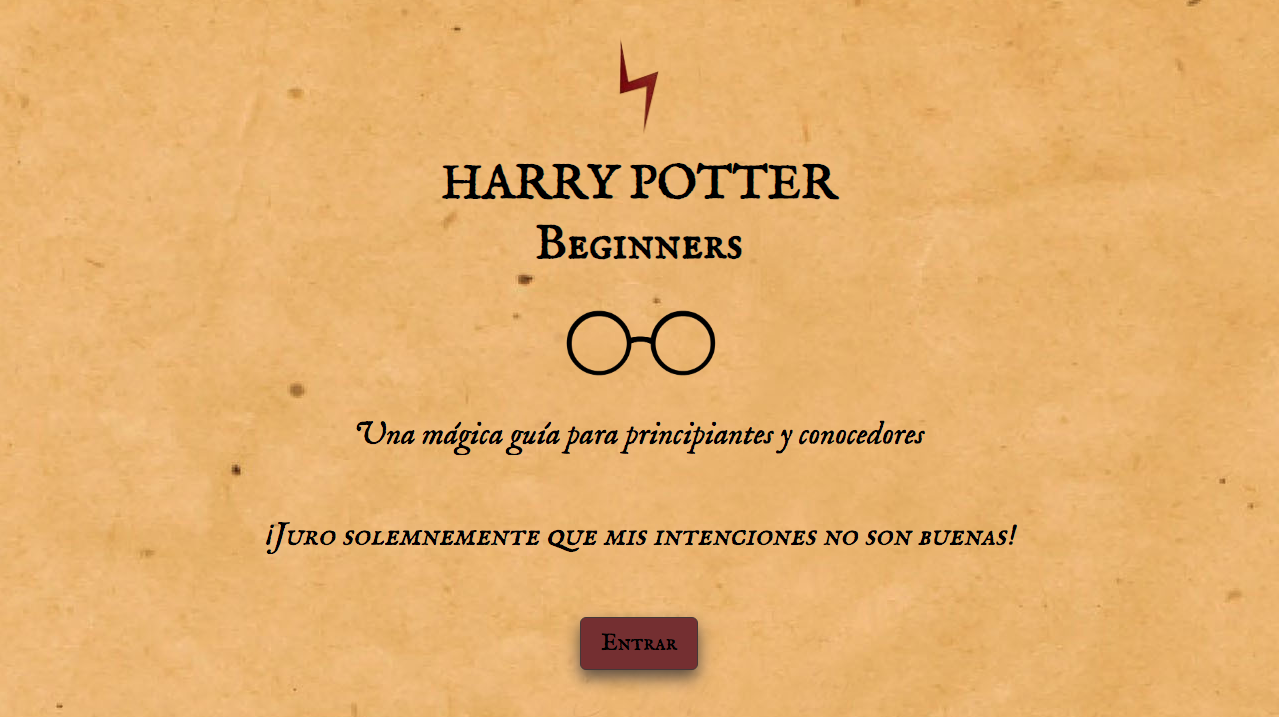 HARRY POTTER
Beginners
Una mágica guía para principiantes y conocedores
¡Juro solemnemente que mis intenciones no son buenas!
Entrar